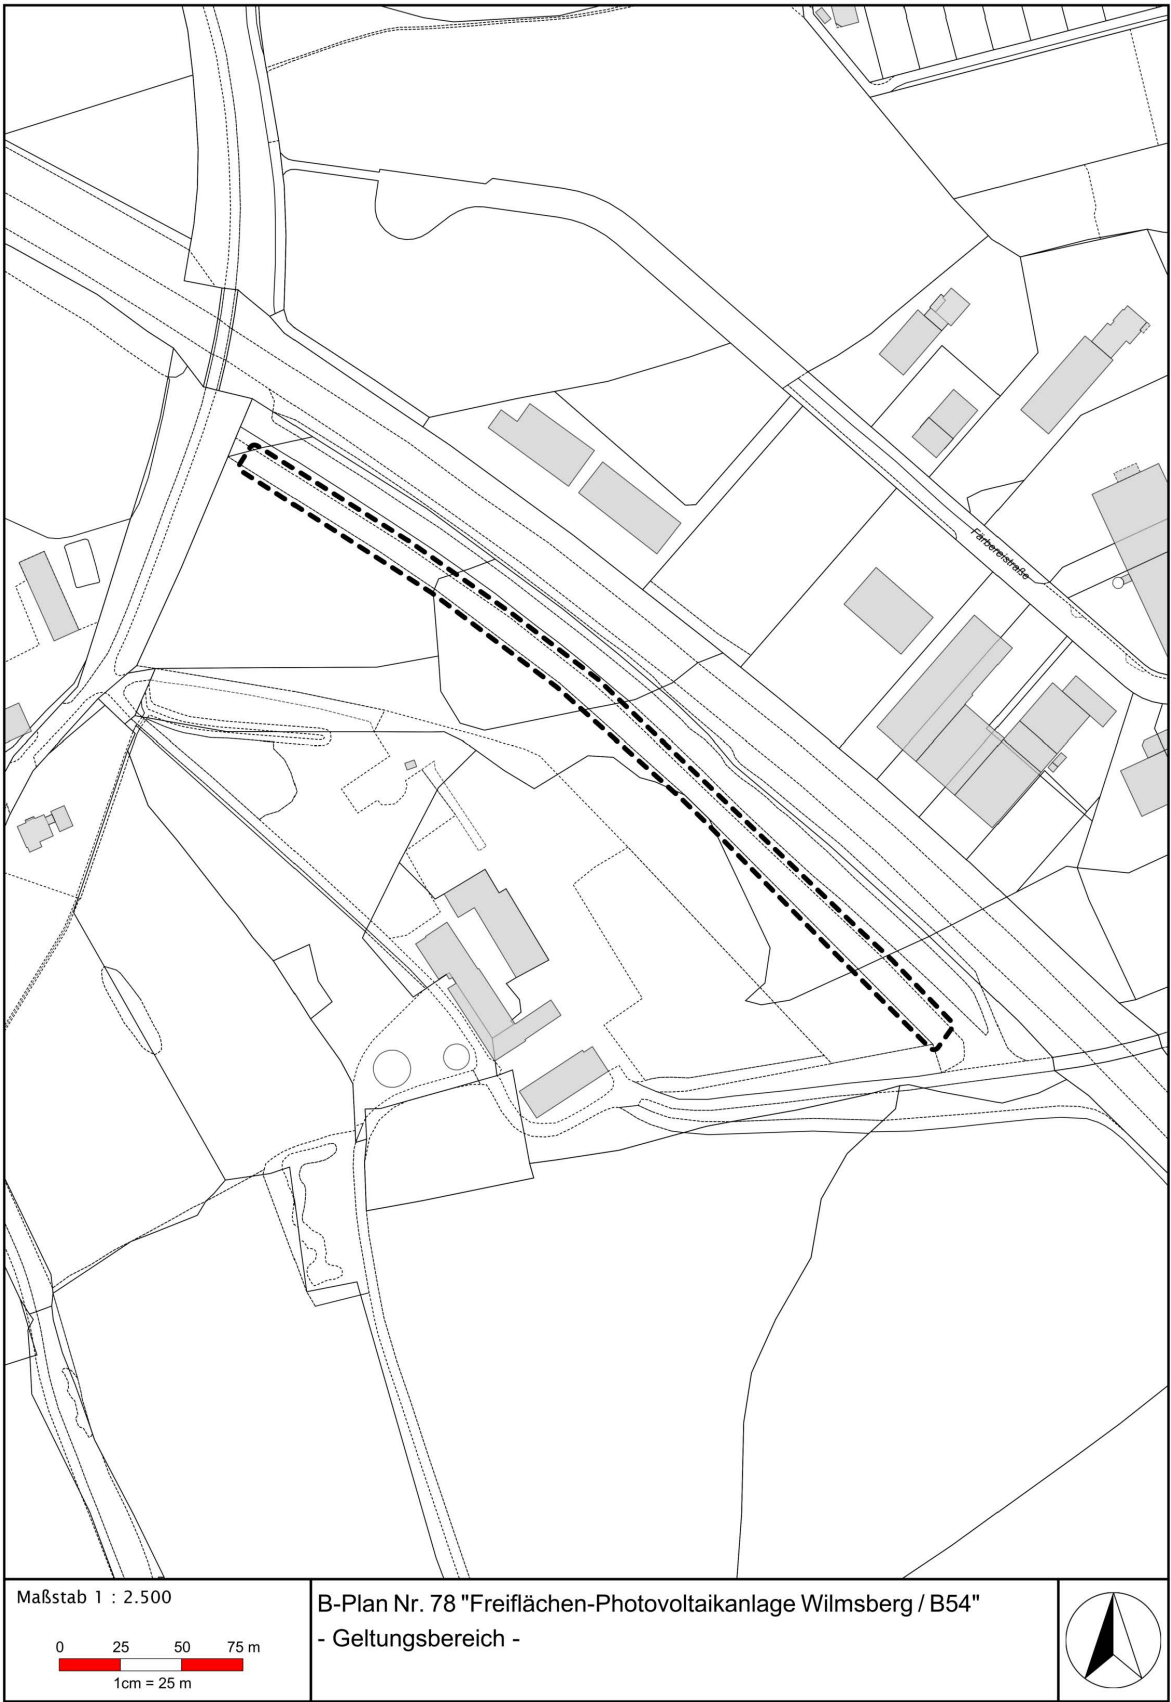 Färbereistraße
Maßstab 1 : 2.500
0 25 50 75 m
1cm = 25 m
B-Plan Nr. 78 "Freiflächen-Photovoltaikanlage Wilmsberg / B54"
- Geltungsbereich -